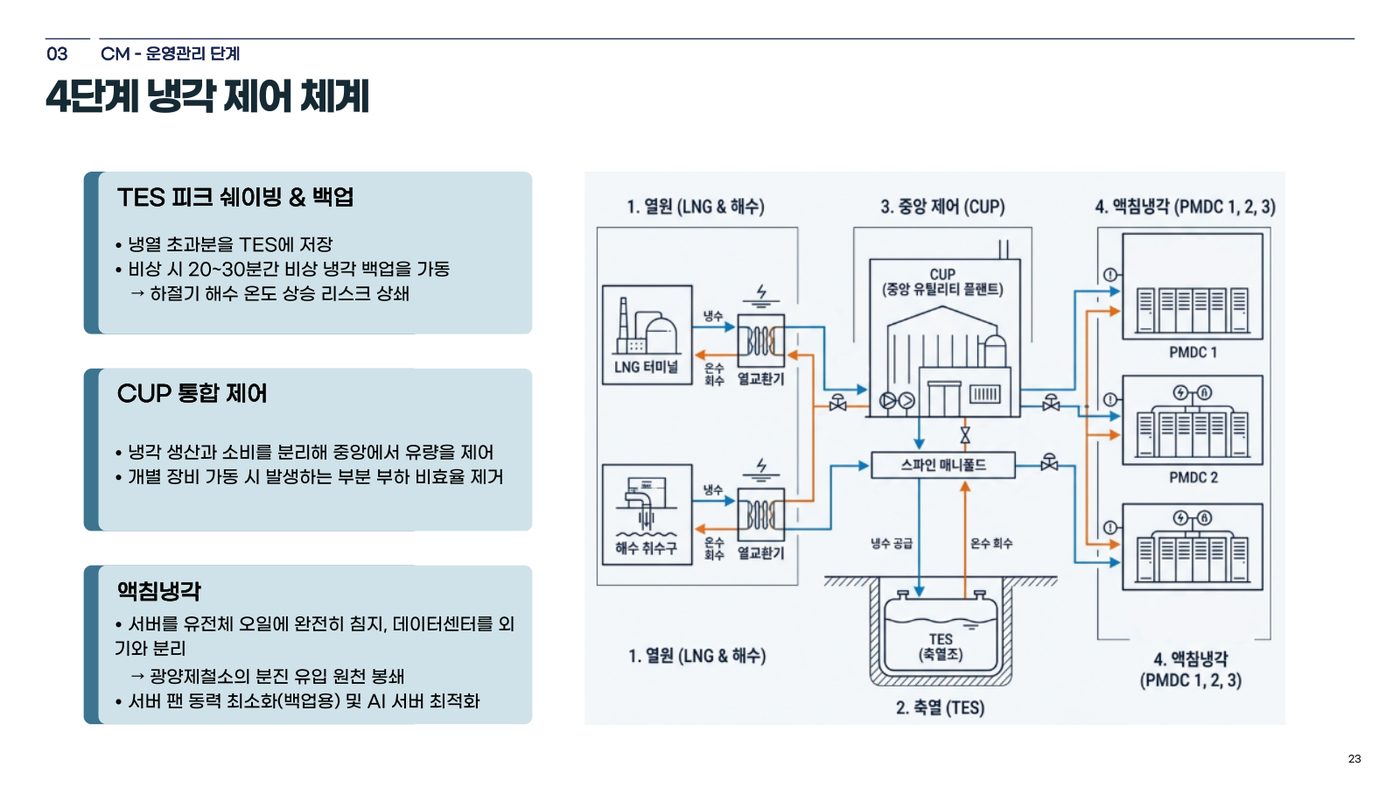 03 CM - 운영관리 단계
4단계 냉각 제어 체계
TES 피크 쉐이빙 & 백업
• 냉열 초과분을 TES에 저장
• 비상 시 20~30분간 비상 냉각 백업을 가동
→ 하절기 해수 온도 상승 리스크 상쇄
CUP 통합 제어
• 냉각 생산과 소비를 분리해 중앙에서 유량을 제어
• 개별 장비 가동 시 발생하는 부분 부하 비효율 제거
액침냉각
• 서버를 유전체 오일에 완전히 침지, 데이터센터를 외
기와 분리
→ 광양제철소의 분진 유입 원천 봉쇄
• 서버 팬 동력 최소화(백업용) 및 AI 서버 최적화
1. 열원 (LNG & 해수)
냉수
LNG 터미널
온수
회수
열교환기
냉수
해수 취수구
온수
회수
열교환기
1. 열원 (LNG & 해수)
3. 중앙 제어 (CUP)
CUP
(중앙 유틸리티 플랜트)
스파인 매니폴드
냉수 공급
온수 회수
TES
(축열조)
2. 축열 (TES)
4. 액침냉각 (PMDC 1, 2, 3)
PMDC 1
PMDC 2
4. 액참냉각
(PMDC 1, 2, 3)
23